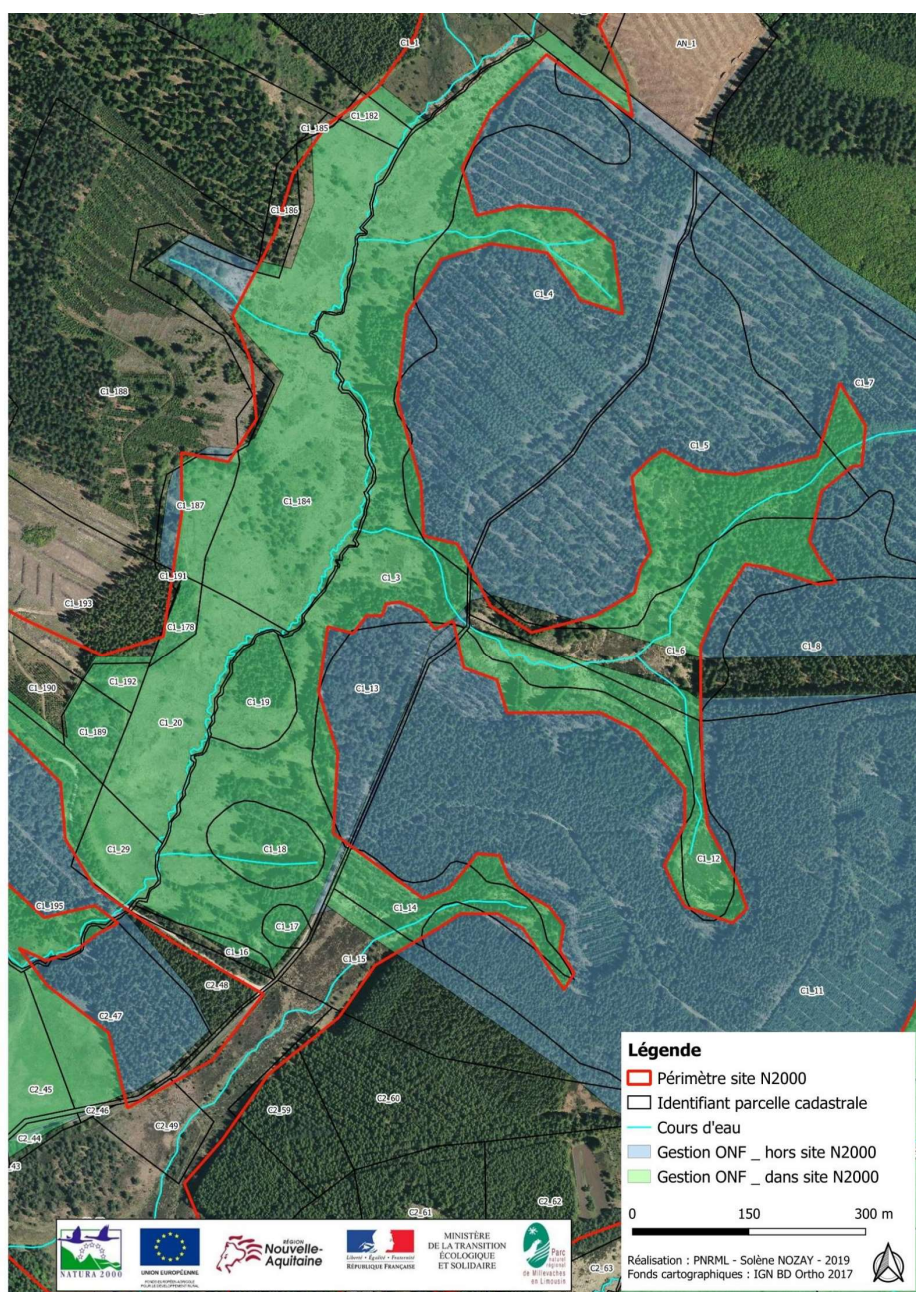 C1_1
AN_1
C1_182
C1_185
C1_186
C1_4
C1_7
C1_188
C1_5
C1_184
C1_187
C1_191
C1_3
C1_193
C1_178
C1_6
C1_8
C1_192
C1_190
C1_13
C1_19
C1_20
C1_189
C1_29
C1_18
C1_12
C1_195
C1_14
C1_17
C1_16
C1_15
C2_48
C1_11
C2_47
C2_45
C2_46
C2_59
C2_60
C2_49
C2_44
C2_61
C2_62
C2_63
Légende
Périmètre site N2000
Identifiant parcelle cadastrale
Cours d'eau
Gestion ONF _ hors site N2000
Gestion ONF _ dans site N2000
0 150 300 m
Réalisation : PNRML - Solène NOZAY - 2019
Fonds cartographiques : IGN BD Ortho 2017
NATURA 2000
UNION EUROPÉENNE
RÉGION
Nouvelle-
Aquitaine
Liberté • Égalité • Fraternité
RÉPUBLIQUE FRANÇAISE
MINISTÈRE
DE LA TRANSITION
ÉCOLOGIQUE
ET SOLIDAIRE
Parc
naturel
régional
de Millevaches
en Limousin